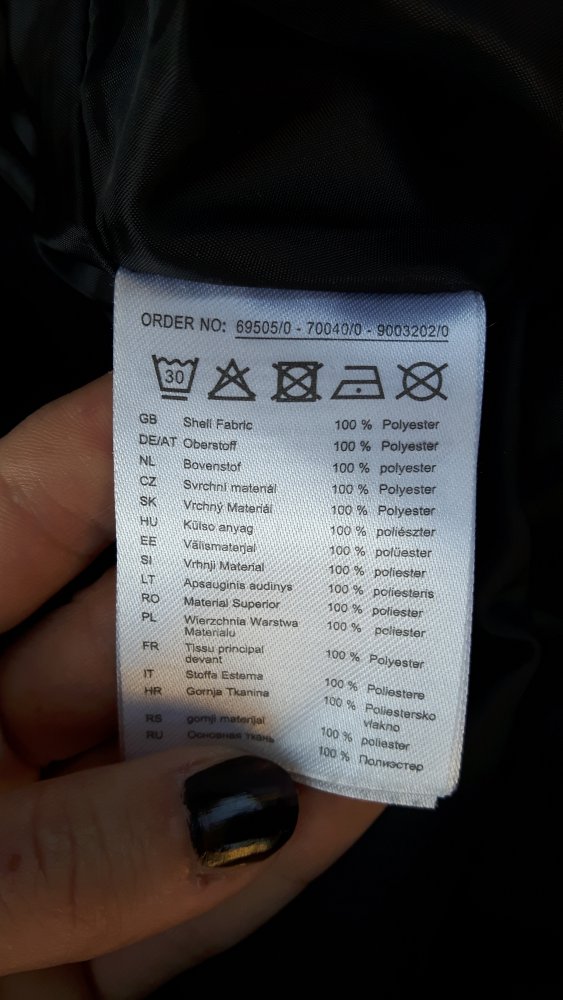 ORDER NO: 69505/0 - 70040/0 - 9003202/0
30
GB Shell Fabric 100 % Polyester
DE/AT Oberstoff 100 % Polyester
NL Bovenstof 100 % polyester
CZ Svrchní materiál 100 % Polyester
SK Vrchný Materiál 100 % Polyester
HU Külso anyag 100 % poliészter
EE Välismaterjal 100 % polüester
SI Vrhnji Material 100 % poliester
LT Apsauginis audinys 100 % poliesteris
RO Material Superior 100 % poliester
PL Wierzchnia Warstwa 100 % poliester
Materialu
FR Tissu principal 100 % Polyester
devant
IT Stoffa Esterna 100 % Poliestere
HR Gornja Tkanina 100 % Poliestersko
vlakno
RS gornji materijal 100 % poliester
RU Основная ткань 100 % Полиэстер